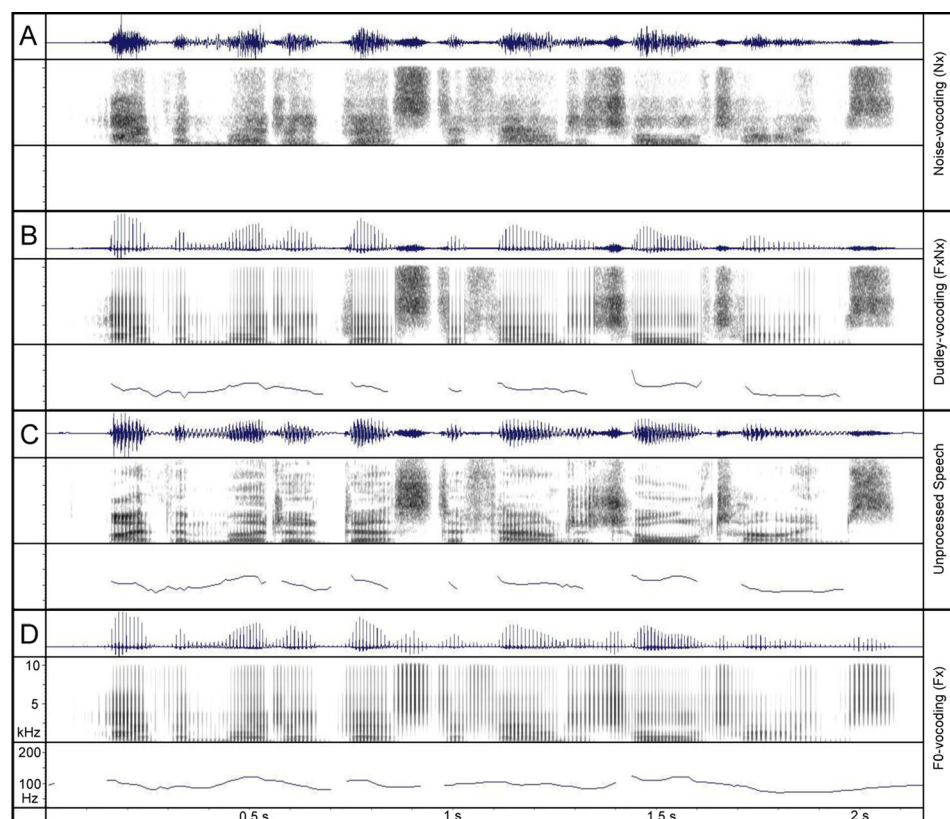 A
Noise-vocoding (Nx)
B
Dudley-vocoding (FxNx)
C
Unprocessed Speech
D
F0-vocoding (Fx)
10
5
kHz
200
100
Hz
0.5 s
1 s
1.5 s
2 s